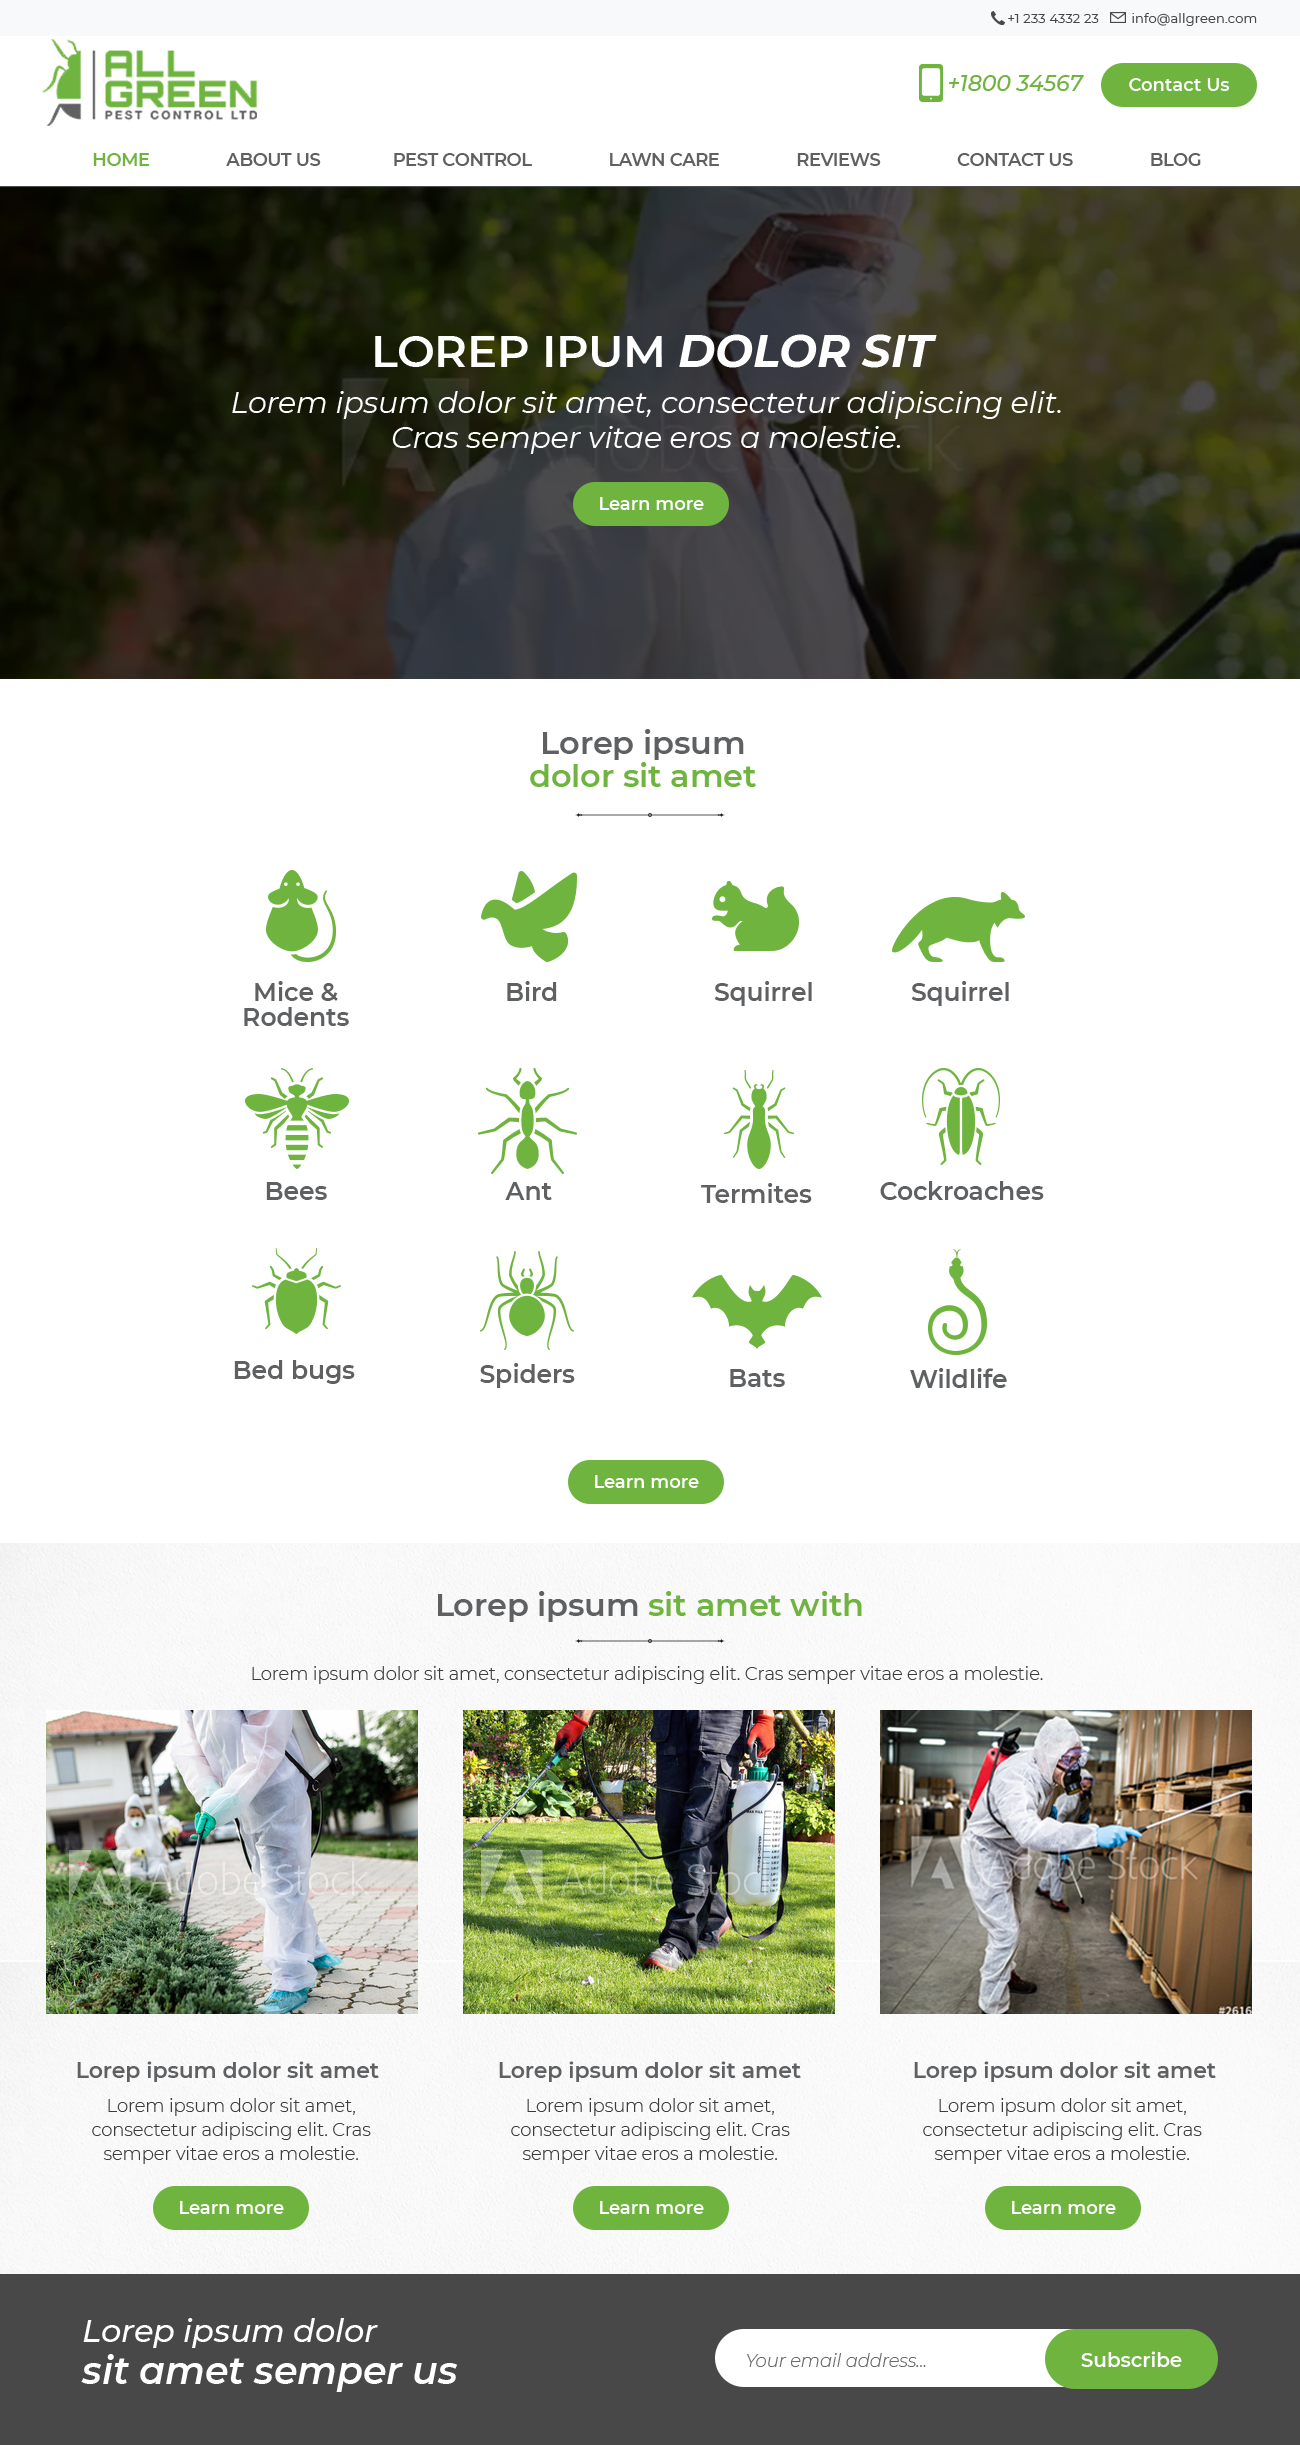 +1 233 4332 23 info@allgreen.com
ALL
GREEN
PEST CONTROL LTD
+1800 34567 Contact Us
HOME ABOUT US PEST CONTROL LAWN CARE REVIEWS CONTACT US BLOG
LOREP IPUM DOLOR SIT
Lorem ipsum dolor sit amet, consectetur adipiscing elit.
Cras semper vitae eros a molestie.
Adobe Stock
Learn more
Lorep ipsum
dolor sit amet
Mice &
Rodents
Bird
Squirrel
Squirrel
Bees
Ant
Termites
Cockroaches
Bed bugs
Spiders
Bats
Wildlife
Learn more
Lorep ipsum sit amet with
Lorem ipsum dolor sit amet, consectetur adipiscing elit. Cras semper vitae eros a molestie.
Adobe Stock
Adobe Stock
Adobe Stock
#2616
Lorep ipsum dolor sit amet
Lorem ipsum dolor sit amet,
consectetur adipiscing elit. Cras
semper vitae eros a molestie.
Learn more
Lorep ipsum dolor sit amet
Lorem ipsum dolor sit amet,
consectetur adipiscing elit. Cras
semper vitae eros a molestie.
Learn more
Lorep ipsum dolor sit amet
Lorem ipsum dolor sit amet,
consectetur adipiscing elit. Cras
semper vitae eros a molestie.
Learn more
Lorep ipsum dolor
sit amet semper us
Your email address...
Subscribe